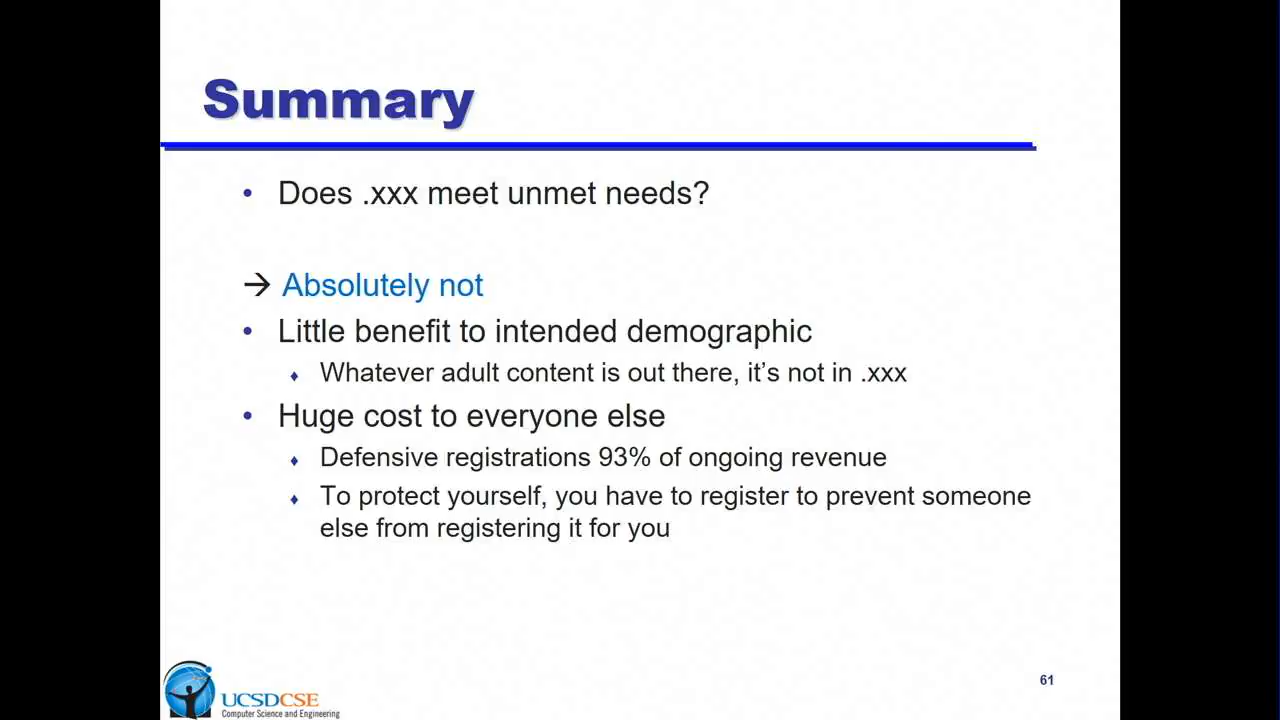 Summary
• Does .xxx meet unmet needs?
→ Absolutely not
• Little benefit to intended demographic
♦ Whatever adult content is out there, it's not in .xxx
• Huge cost to everyone else
♦ Defensive registrations 93% of ongoing revenue
♦ To protect yourself, you have to register to prevent someone
else from registering it for you
UCSDCSE
Computer Science and Engineering
61